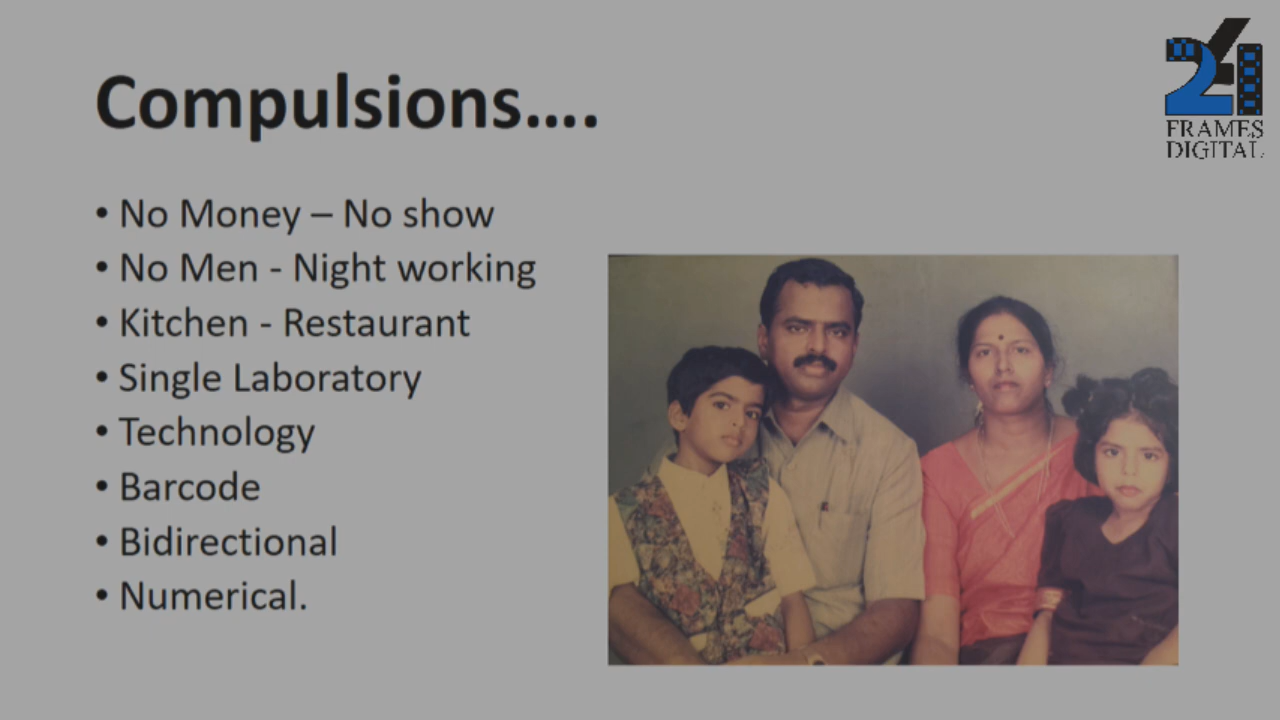 Compulsions....
• No Money – No show
• No Men - Night working
• Kitchen - Restaurant
• Single Laboratory
• Technology
• Barcode
• Bidirectional
• Numerical.
24
FRAMES
DIGITAL